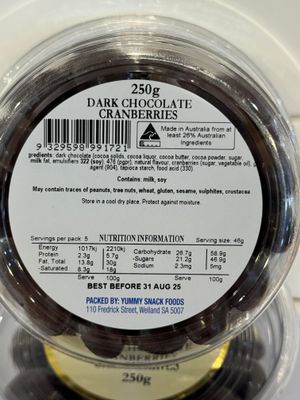 250g
DARK CHOCOLATE
CRANBERRIES
9 329598 991721
Made in Australia from at
least 26% Australian
Ingredients
gredients: dark chocolate (cocoa solids, cocoa liquor, cocoa butter, cocoa powder, sugar,
milk fat, emulsifiers 322 (soy) 476 (pgpr), natural flavour, cranberries (sugar, vegetable oil),
agent (904), tapioca starch, food acid (330)
Contains: milk, soy
May contain traces of peanuts, tree nuts, wheat, gluten, sesame, sulphites, crustacea
Store in a cool dry place. Protect against moisture.
Servings per pack: 5 NUTRITION INFORMATION Serving size: 46g
Energy 1017kj 2210kj Carbohydrate 26.7g 58.9g
Protein 2.3g 5.7g -Sugars 21.2g 46.9g
Fat, Total 13.8g 30g Sodium 2.3mg 5mg
-Saturated 8.3g 18g
Serve 100g Serve 100g
BEST BEFORE 31 AUG 25
PACKED BY: YUMMY SNACK FOODS
110 Fredrick Street, Welland SA 5007
CRANBERRIES
250g